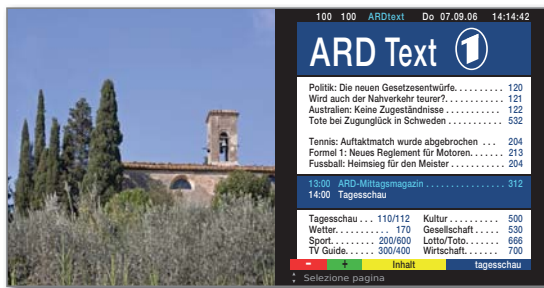 100 100 ARDtext Do 07.09.06 14:14:42
ARD Text 1
Politik: Die neuen Gesetzesentwürfe. . . . . . . . . . 120
Wird auch der Nahverkehr teurer?. . . . . . . . . . . . 121
Australien: Keine Zugeständnisse . . . . . . . . . . . 122
Tote bei Zugunglück in Schweden . . . . . . . . . . 532
Tennis: Auftaktmatch wurde abgebrochen . . . 204
Formel 1: Neues Reglement für Motoren. . . . . . . 213
Fussball: Heimsieg für den Meister . . . . . . . . . . . 204
13:00 ARD-Mittagsmagazin . . . . . . . . . . . . . . . . 312
14:00 Tagesschau
Tagesschau . . . 110/112 Kultur . . . . . . . . . . 500
Wetter. . . . . . . . . . . 170 Gesellschaft . . . . . 530
Sport. . . . . . . . . 200/600 Lotto/Toto. . . . . . . 666
TV Guide. . . . . . 300/400 Wirtschaft. . . . . . . 700
- + Inhalt tagesschau
Selezione pagina